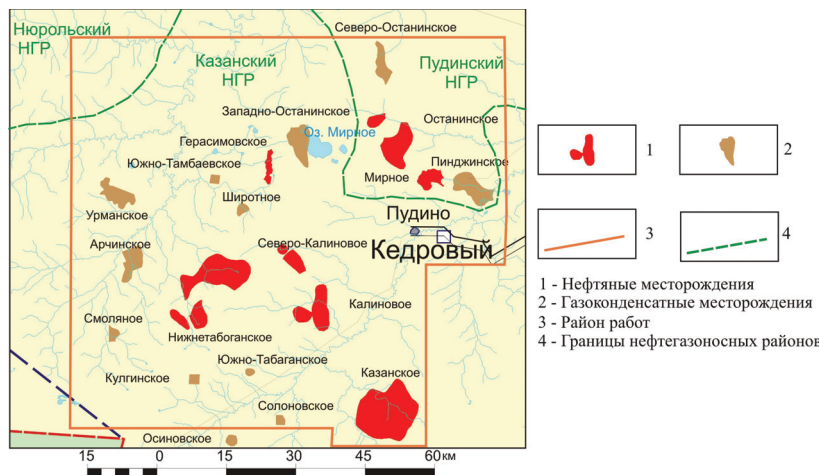 Северо-Останинское
Нюрольский
НГР
Казанский
НГР
Пудинский
НГР
Западно-Останинское
Останинское
Оз. Мирное
Герасимовское
Южно-Тамбаевское
Пинджинское
Мирное
Широтное
Урманское
Пудино
Арчинское
Северо-Калиновое
Кедровый
Калиновое
Смоляное
Нижнетабоганское
Южно-Табаганское
Кулгинское
Казанское
Солоновское
Осиновское
15 0 15 30 45 60 км
1
2
3
4
1 - Нефтяные месторождения
2 - Газоконденсатные месторождения
3 - Район работ
4 - Границы нефтегазоносных районов